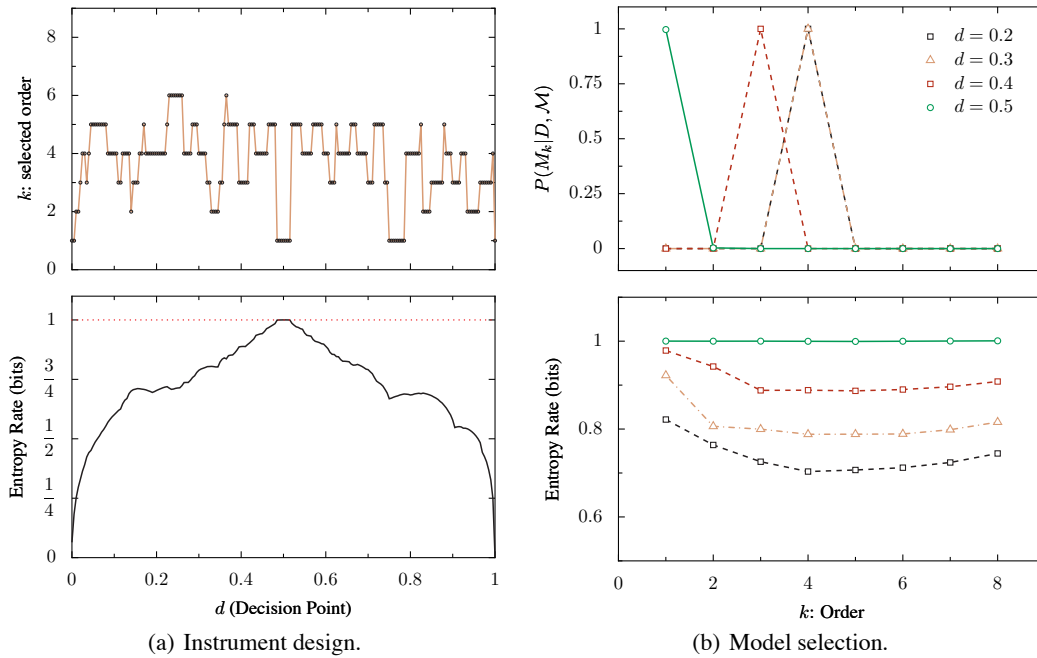 k: selected order
8
6
4
2
0
Entropy Rate (bits)
1
3/4
1/2
1/4
0
0
0.2
0.4
0.6
0.8
1
d (Decision Point)
(a) Instrument design.
P(M_k|D, ℳ)
1
0.75
0.5
0.25
0
d = 0.2
d = 0.3
d = 0.4
d = 0.5
Entropy Rate (bits)
1
0.8
0.6
0
2
4
6
8
k: Order
(b) Model selection.